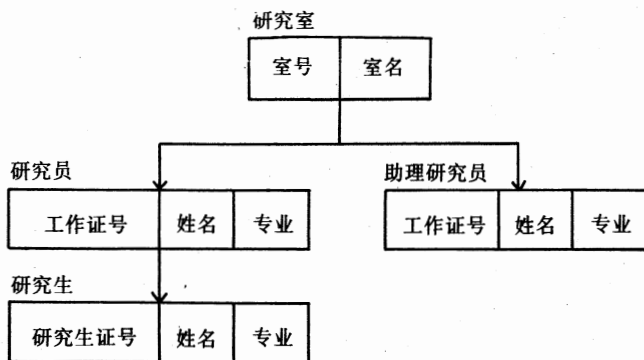 研究室
室号 室名
研究员 助理研究员
工作证号 姓名 专业 工作证号 姓名 专业
研究生
研究生证号 姓名 专业